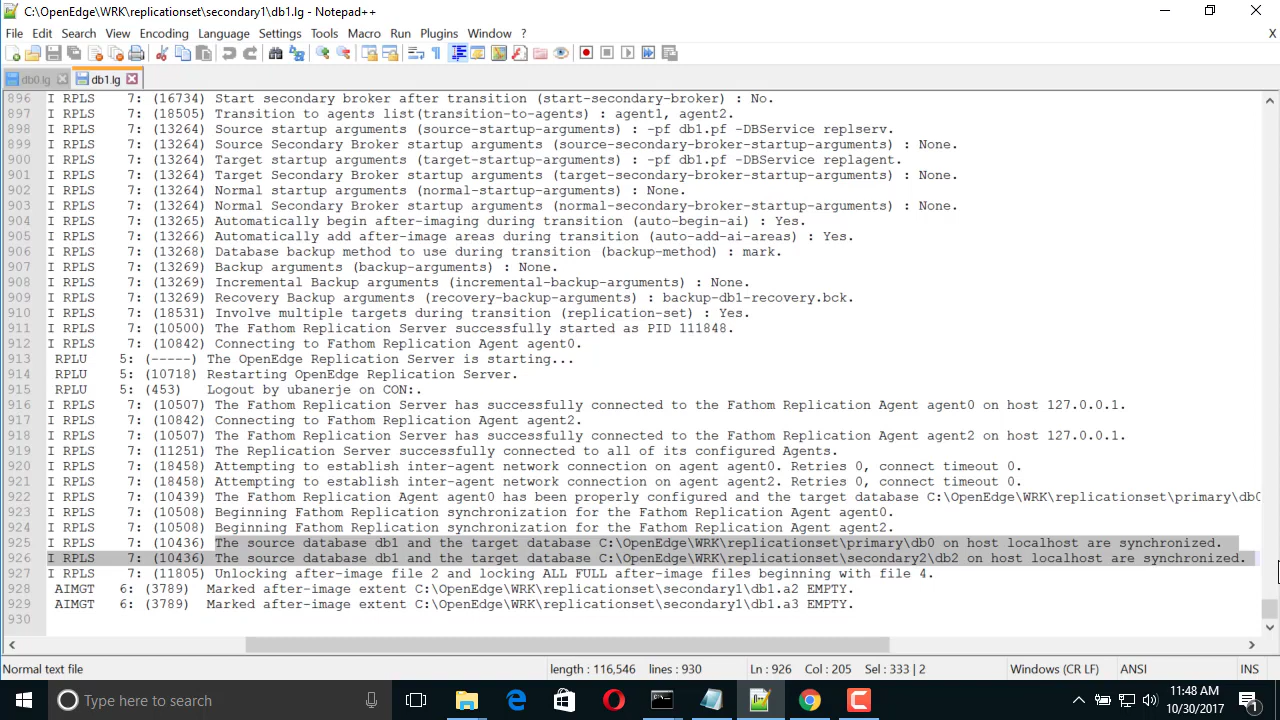 C:\OpenEdge\WRK\replicationset\secondary1\db1.lg - Notepad++
File Edit Search View Encoding Language Settings Tools Macro Run Plugins Window ? X
db0.lg db1.lg
896 I RPLS 7: (16734) Start secondary broker after transition (start-secondary-broker) : No.
897 I RPLS 7: (18505) Transition to agents list(transition-to-agents) : agent1, agent2.
898 I RPLS 7: (13264) Source startup arguments (source-startup-arguments) : -pf db1.pf -DBService replserv.
899 I RPLS 7: (13264) Source Secondary Broker startup arguments (source-secondary-broker-startup-arguments) : None.
900 I RPLS 7: (13264) Target startup arguments (target-startup-arguments) : -pf db1.pf -DBService replagent.
901 I RPLS 7: (13264) Target Secondary Broker startup arguments (target-secondary-broker-startup-arguments) : None.
902 I RPLS 7: (13264) Normal startup arguments (normal-startup-arguments) : None.
903 I RPLS 7: (13264) Normal Secondary Broker startup arguments (normal-secondary-broker-startup-arguments) : None.
904 I RPLS 7: (13265) Automatically begin after-imaging during transition (auto-begin-ai) : Yes.
905 I RPLS 7: (13266) Automatically add after-image areas during transition (auto-add-ai-areas) : Yes.
906 I RPLS 7: (13268) Database backup method to use during transition (backup-method) : mark.
907 I RPLS 7: (13269) Backup arguments (backup-arguments) : None.
908 I RPLS 7: (13269) Incremental Backup arguments (incremental-backup-arguments) : None.
909 I RPLS 7: (13269) Recovery Backup arguments (recovery-backup-arguments) : backup-db1-recovery.bck.
910 I RPLS 7: (18531) Involve multiple targets during transition (replication-set) : Yes.
911 I RPLS 7: (10500) The Fathom Replication Server successfully started as PID 111848.
912 I RPLS 7: (10842) Connecting to Fathom Replication Agent agent0.
913 RPLU 5: (-----) The OpenEdge Replication Server is starting...
914 RPLU 5: (10718) Restarting OpenEdge Replication Server.
915 RPLU 5: (453) Logout by ubanerje on CON:.
916 I RPLS 7: (10507) The Fathom Replication Server has successfully connected to the Fathom Replication Agent agent0 on host 127.0.0.1.
917 I RPLS 7: (10842) Connecting to Fathom Replication Agent agent2.
918 I RPLS 7: (10507) The Fathom Replication Server has successfully connected to the Fathom Replication Agent agent2 on host 127.0.0.1.
919 I RPLS 7: (11251) The Replication Server successfully connected to all of its configured Agents.
920 I RPLS 7: (18458) Attempting to establish inter-agent network connection on agent agent0. Retries 0, connect timeout 0.
921 I RPLS 7: (18458) Attempting to establish inter-agent network connection on agent agent2. Retries 0, connect timeout 0.
922 I RPLS 7: (10439) The Fathom Replication Agent agent0 has been properly configured and the target database C:\OpenEdge\WRK\replicationset\primary\db0
923 I RPLS 7: (10508) Beginning Fathom Replication synchronization for the Fathom Replication Agent agent0.
924 I RPLS 7: (10508) Beginning Fathom Replication synchronization for the Fathom Replication Agent agent2.
925 I RPLS 7: (10436) The source database db1 and the target database C:\OpenEdge\WRK\replicationset\primary\db0 on host localhost are synchronized.
926 I RPLS 7: (10436) The source database db1 and the target database C:\OpenEdge\WRK\replicationset\secondary2\db2 on host localhost are synchronized.
927 I RPLS 7: (11805) Unlocking after-image file 2 and locking ALL FULL after-image files beginning with file 4.
928 AIMGT 6: (3789) Marked after-image extent C:\OpenEdge\WRK\replicationset\secondary1\db1.a2 EMPTY.
929 AIMGT 6: (3789) Marked after-image extent C:\OpenEdge\WRK\replicationset\secondary1\db1.a3 EMPTY.
930
Normal text file length : 116,546 lines : 930 Ln : 926 Col : 205 Sel : 333 | 2 Windows (CR LF) ANSI INS
Type here to search 11:48 AM
10/30/2017 1